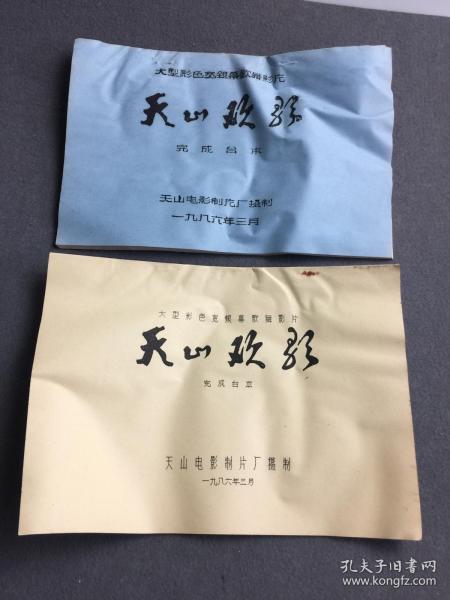 大型彩色宽银幕歌舞影片
天山欢歌
完成台本
天山电影制片厂摄制
一九八六年三月
大型彩色宽银幕歌舞影片
天山欢歌
完成台本
天山电影制片厂摄制
一九八六年三月
孔夫子旧书网
www.kongfz.com